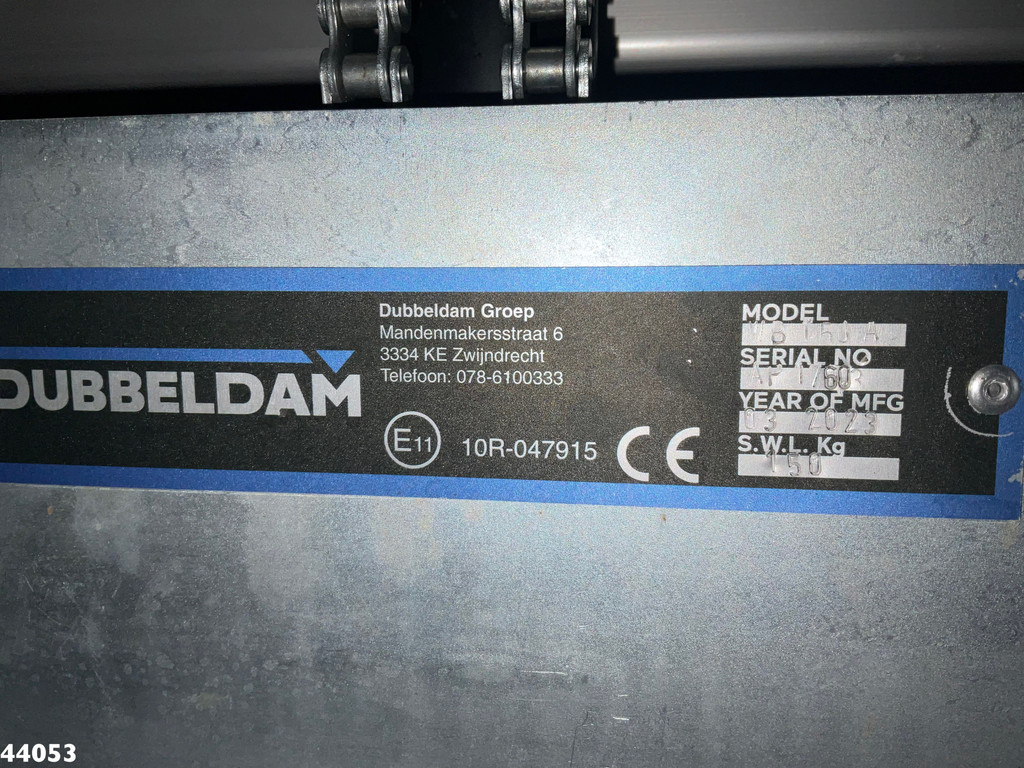 DUBBELDAM
Dubbeldam Groep
Mandenmakersstraat 6
3334 KE Zwijndrecht
Telefoon: 078-6100333
E11
10R-047915
CE
MODEL
SERIAL NO
YEAR OF MFG
03 2023
S.W.L. Kg
150
44053